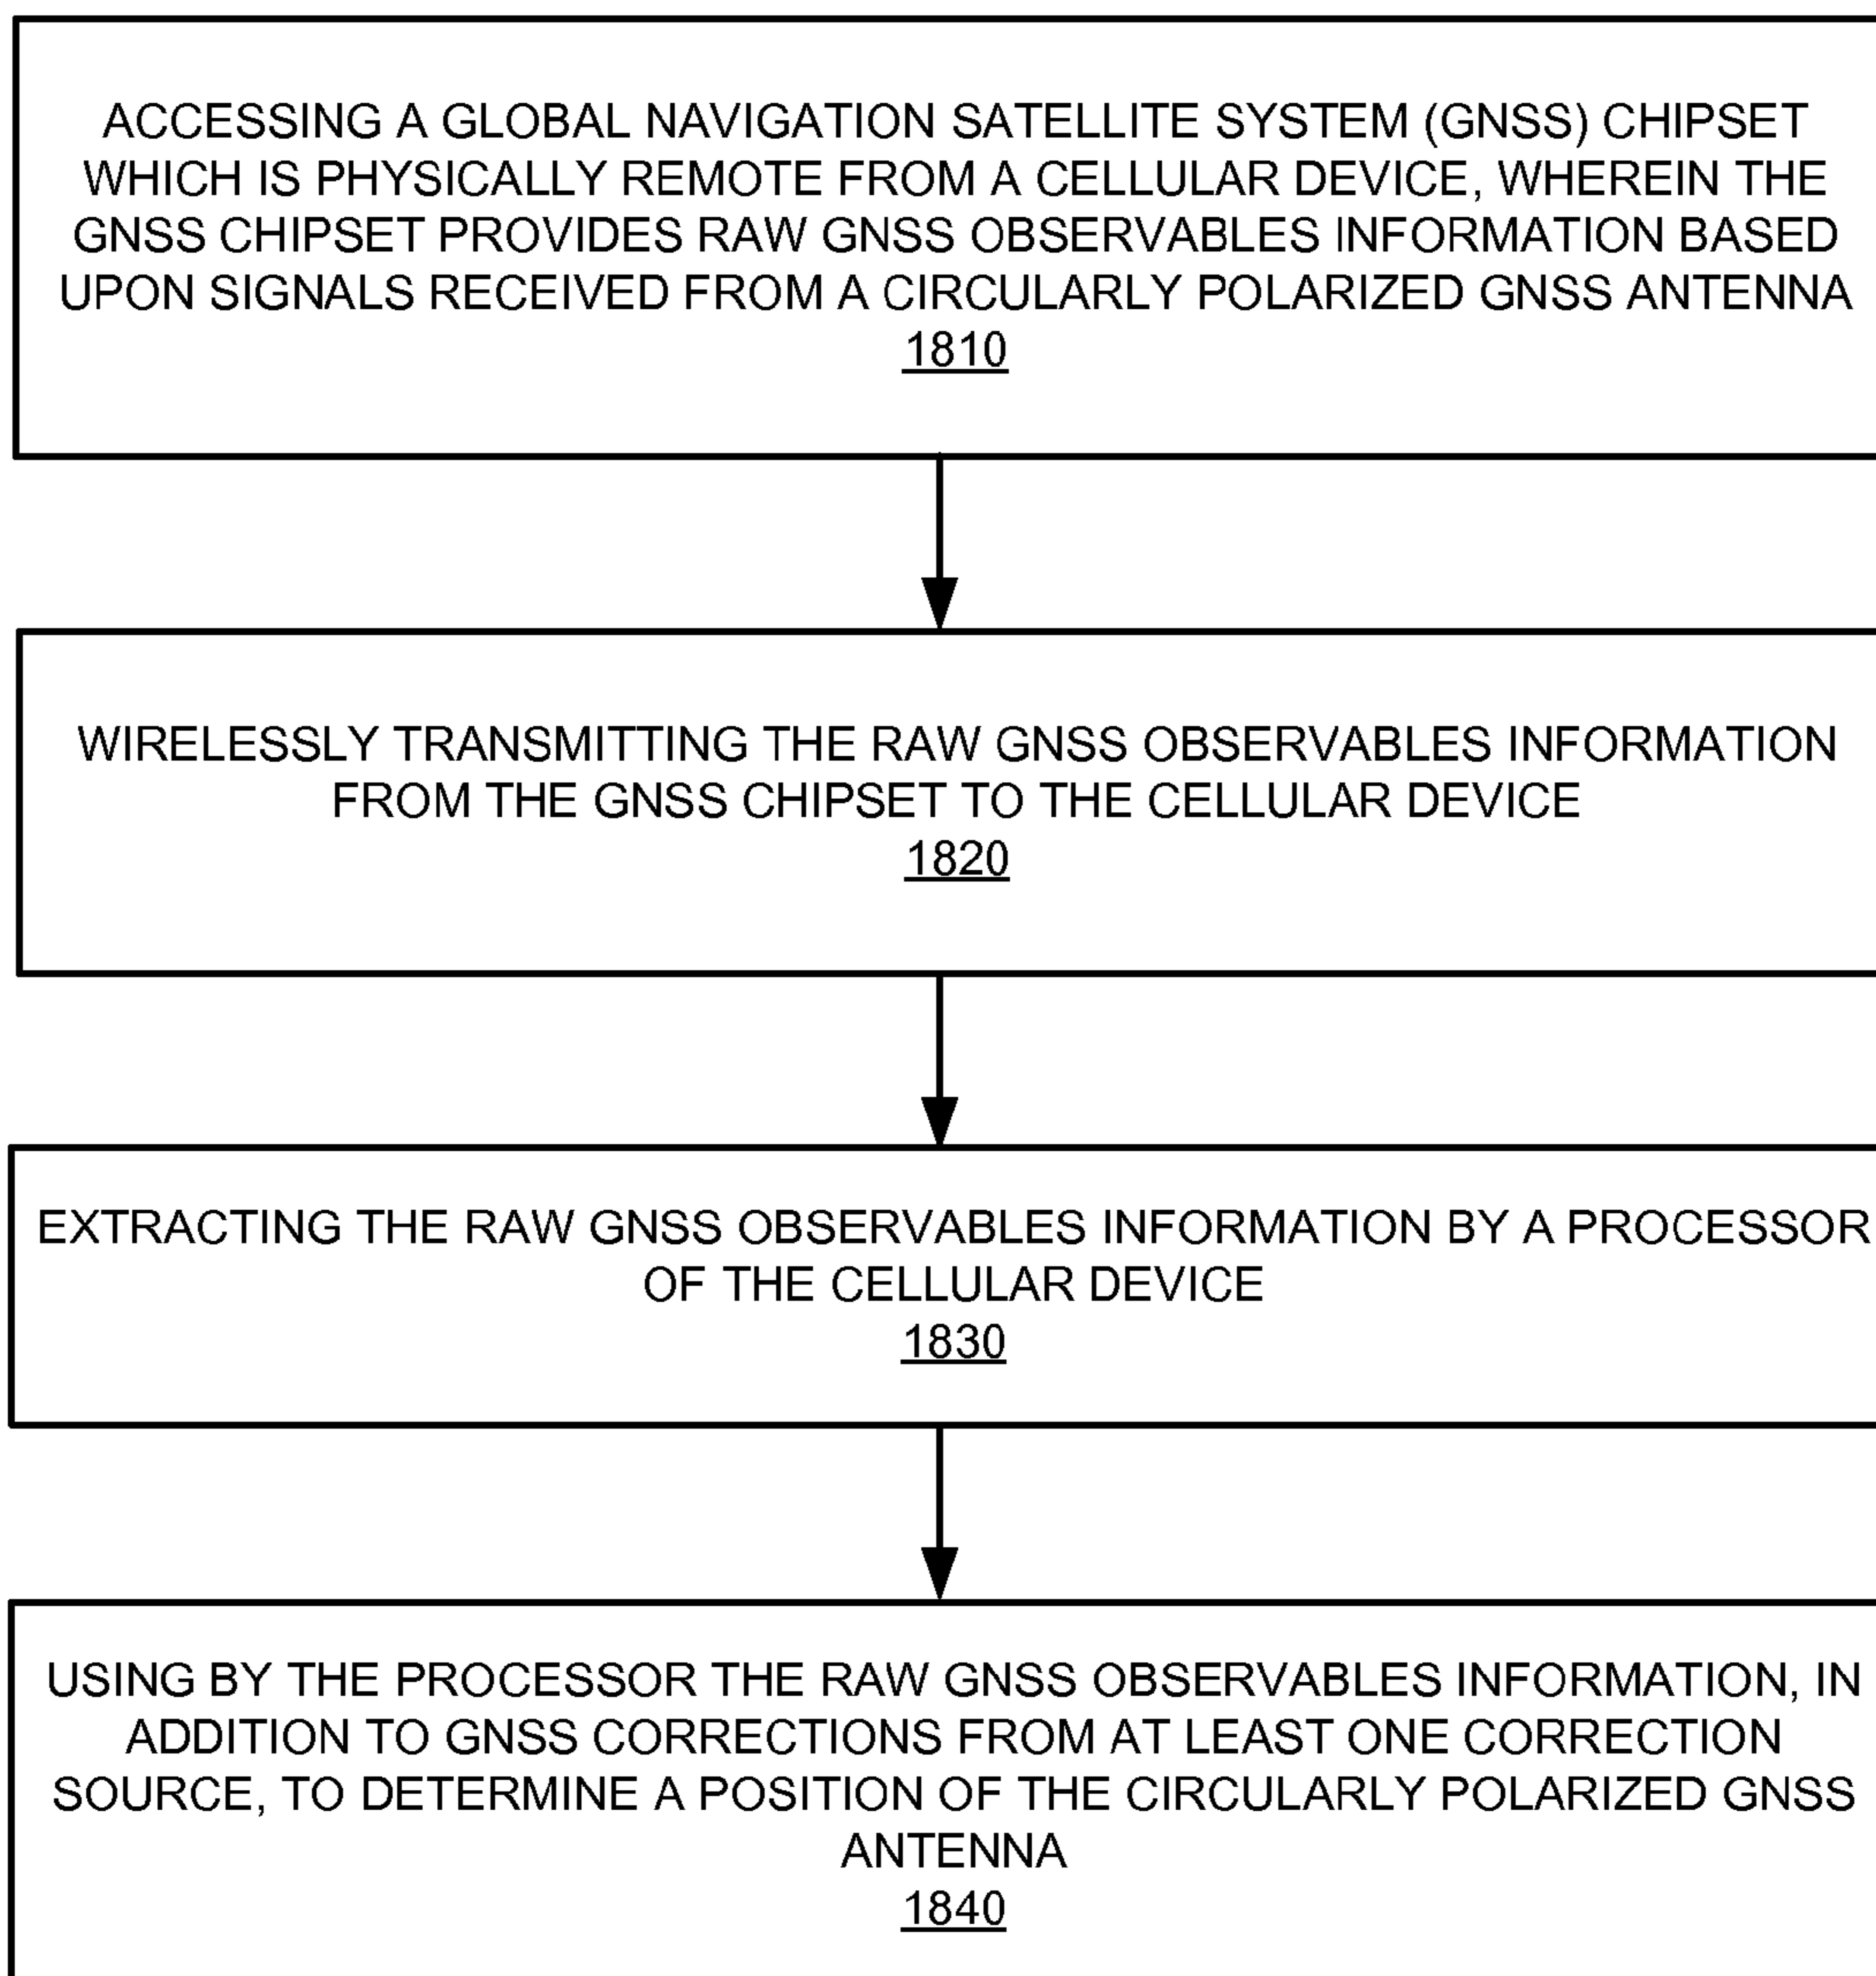 ACCESSING A GLOBAL NAVIGATION SATELLITE SYSTEM (GNSS) CHIPSET
WHICH IS PHYSICALLY REMOTE FROM A CELLULAR DEVICE, WHEREIN THE
GNSS CHIPSET PROVIDES RAW GNSS OBSERVABLES INFORMATION BASED
UPON SIGNALS RECEIVED FROM A CIRCULARLY POLARIZED GNSS ANTENNA
1810
WIRELESSLY TRANSMITTING THE RAW GNSS OBSERVABLES INFORMATION
FROM THE GNSS CHIPSET TO THE CELLULAR DEVICE
1820
EXTRACTING THE RAW GNSS OBSERVABLES INFORMATION BY A PROCESSOR
OF THE CELLULAR DEVICE
1830
USING BY THE PROCESSOR THE RAW GNSS OBSERVABLES INFORMATION, IN
ADDITION TO GNSS CORRECTIONS FROM AT LEAST ONE CORRECTION
SOURCE, TO DETERMINE A POSITION OF THE CIRCULARLY POLARIZED GNSS
ANTENNA
1840